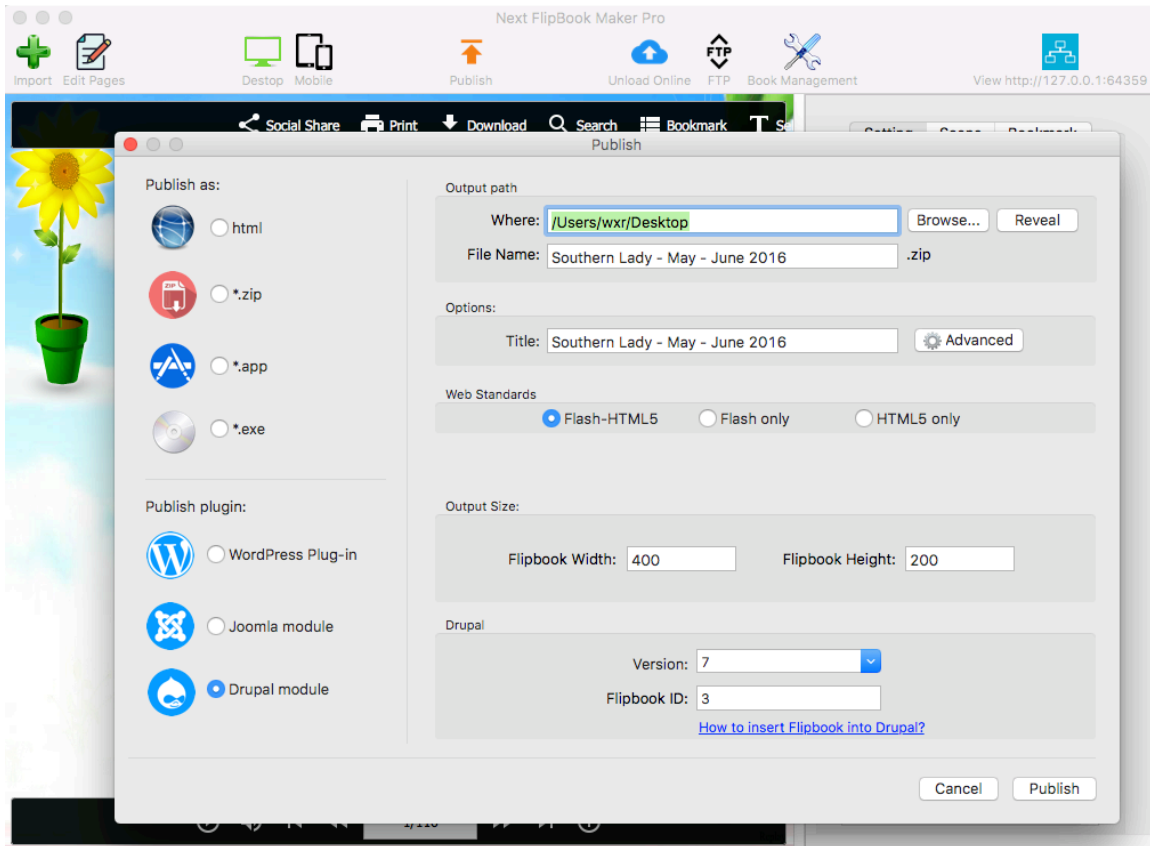 Next FlipBook Maker Pro
Import Edit Pages Destop Mobile Publish Unload Online FTP Book Management View http://127.0.0.1:64359
FTP
Social Share Print Download Search Bookmark T Se
Publish
Publish as:
html
ZIP
*.zip
*.app
*.exe
Publish plugin:
WordPress Plug-in
Joomla module
Drupal module
Output path
Where: /Users/wxr/Desktop Browse... Reveal
File Name: Southern Lady - May - June 2016 .zip
Options:
Title: Southern Lady - May - June 2016 Advanced
Web Standards
Flash-HTML5 Flash only HTML5 only
Output Size:
Flipbook Width: 400 Flipbook Height: 200
Drupal
Version: 7
Flipbook ID: 3
How to insert Flipbook into Drupal?
Cancel Publish